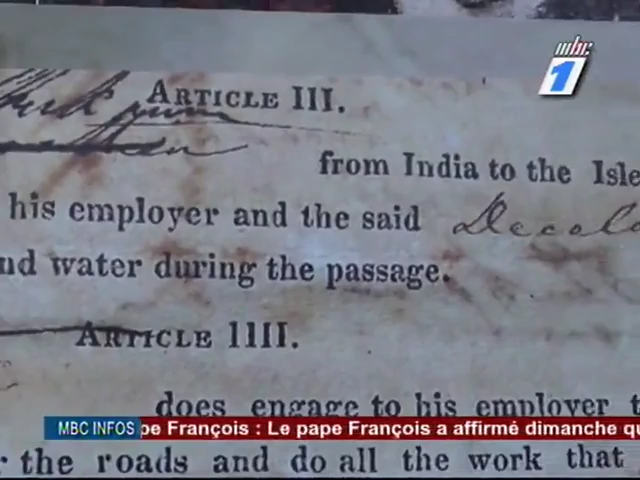 mbc
1
ARTICLE III.
from India to the Isle
his employer and the said
nd water during the passage.
ARTICLE IIII.
does engage to his employer t
MBC INFOS pe François : Le pape François a affirmé dimanche qu
r the roads and do all the work that